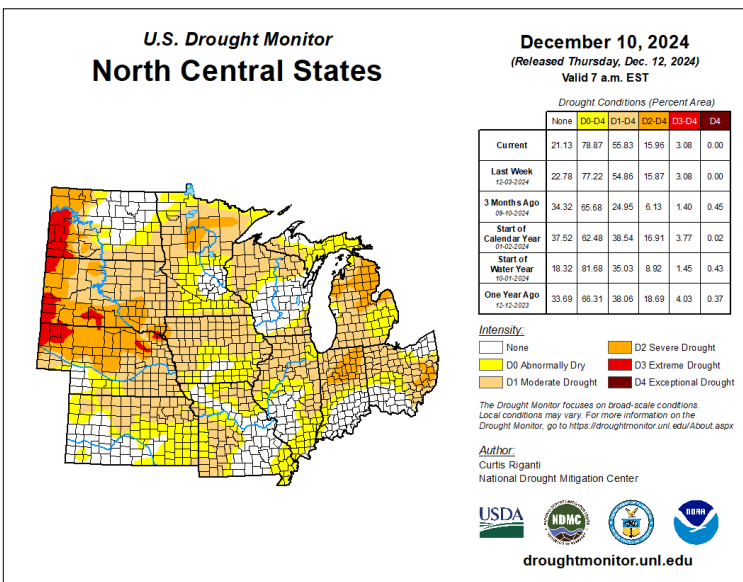 U.S. Drought Monitor
North Central States
December 10, 2024
(Released Thursday, Dec. 12, 2024)
Valid 7 a.m. EST
Drought Conditions (Percent Area)
None D0-D4 D1-D4 D2-D4 D3-D4 D4
Current 21.13 78.87 55.83 15.96 3.08 0.00
Last Week 22.78 77.22 54.86 15.87 3.08 0.00
12-03-2024
3 Months Ago 34.32 65.68 24.95 6.13 1.40 0.45
09-10-2024
Start of
Calendar Year 37.52 62.48 38.54 16.91 3.77 0.02
01-02-2024
Start of
Water Year 18.32 81.68 35.03 8.92 1.45 0.43
10-01-2024
One Year Ago 33.69 66.31 38.06 18.69 4.03 0.37
12-12-2023
Intensity:
None
D0 Abnormally Dry
D1 Moderate Drought
D2 Severe Drought
D3 Extreme Drought
D4 Exceptional Drought
The Drought Monitor focuses on broad-scale conditions.
Local conditions may vary. For more information on the
Drought Monitor, go to https://droughtmonitor.unl.edu/About.aspx
Author:
Curtis Riganti
National Drought Mitigation Center
USDA
NDMC
NOAA
droughtmonitor.unl.edu